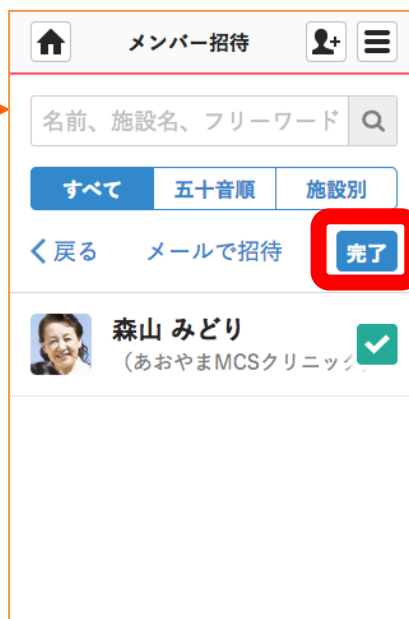 メンバー招待
名前、施設名、フリーワード
すべて 五十音順 施設別
戻る メールで招待 完了
森山 みどり
（あおやまMCSクリニック